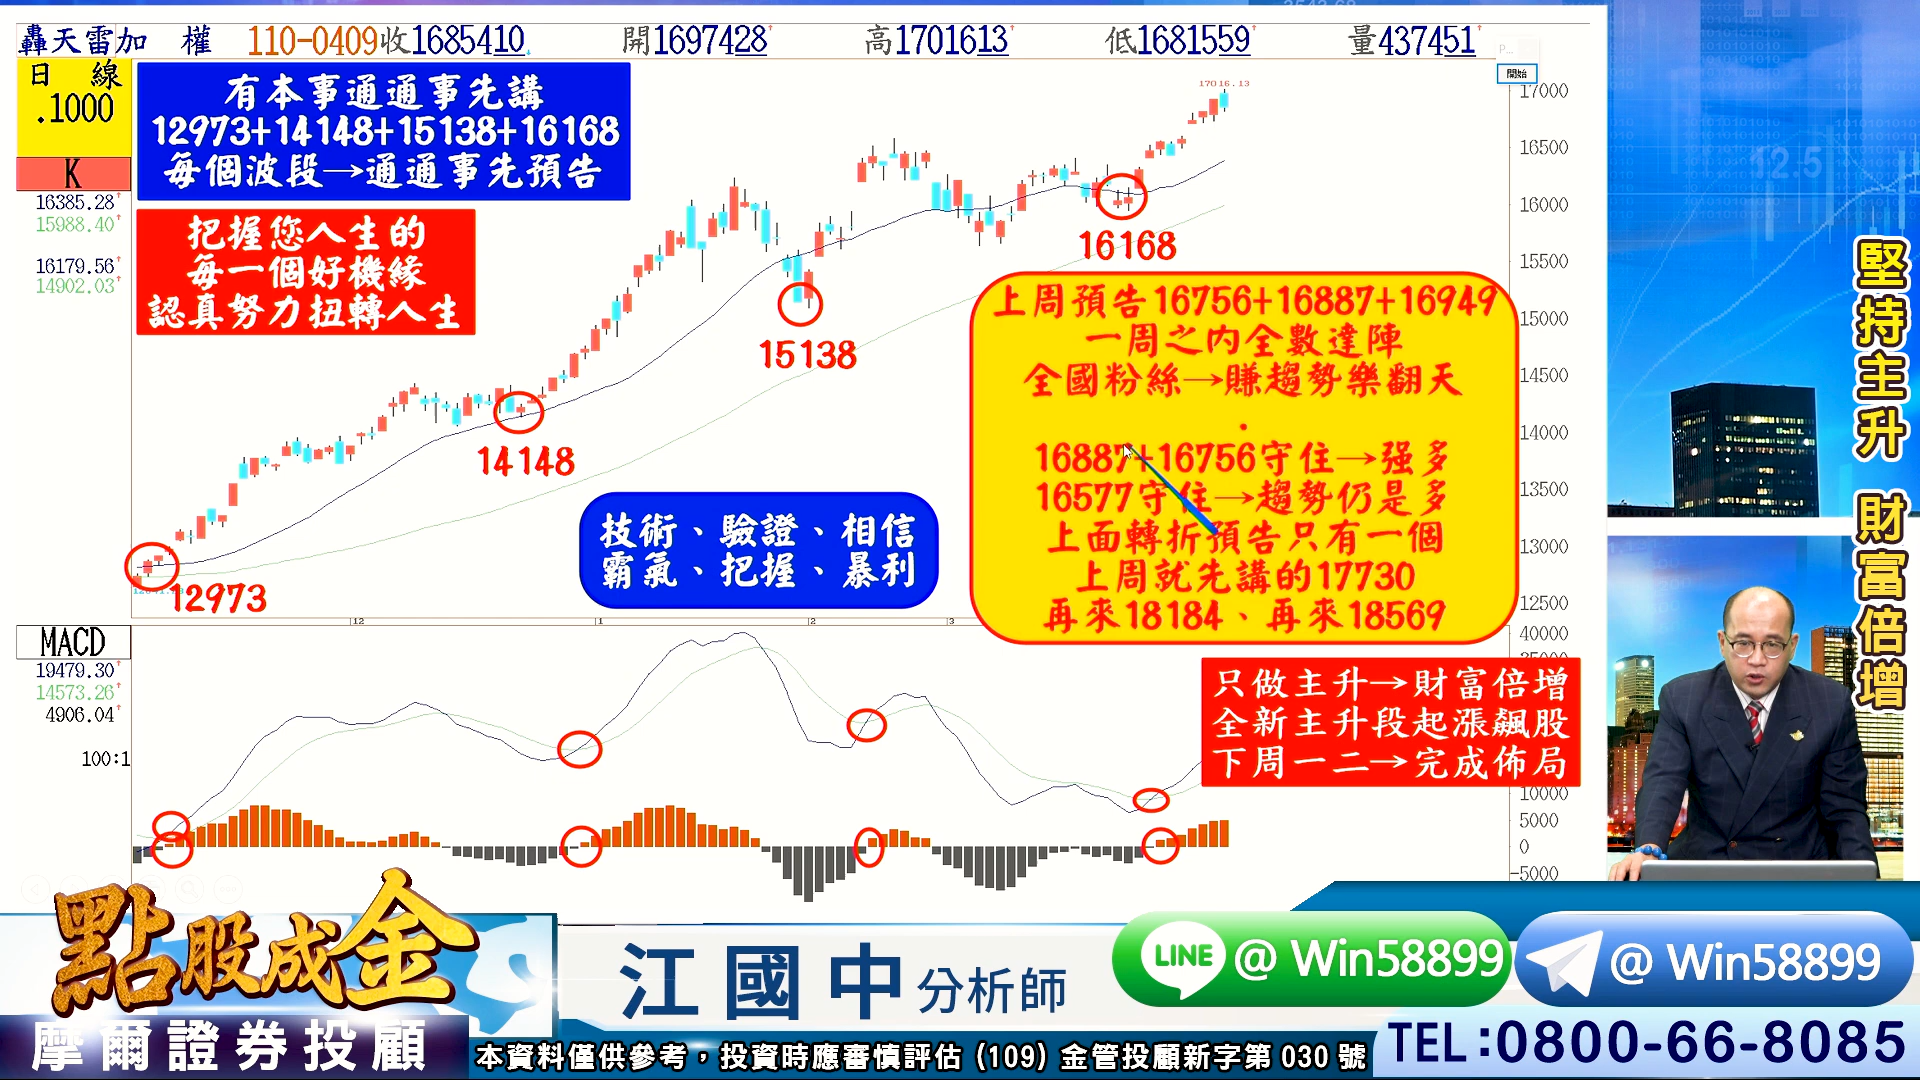 轟天雷加 權 110-0409收1685410 開1697428 高1701613 低1681559 量437451
日 線
.1000
K
16385.28
15988.40
16179.56
14902.03
有本事通通事先講
12973+14148+15138+16168
每個波段→通通事先預告
把握您人生的
每一個好機緣
認真努力扭轉人生
17016.13
開始
17000
16500
16000
15500
15000
14500
14000
13500
13000
12500
16168
15138
14148
12973
上周預告16756+16887+16949
一周之內全數達陣
全國粉絲→賺趨勢樂翻天
.
16887+16756守住→强多
16577守住→趨勢仍是多
上面轉折預告只有一個
上周就先講的17730
再來18184、再來18569
技術、驗證、相信
霸氣、把握、暴利
12
1
2
3
MACD
19479.30
14573.26
4906.04
100:1
40000
10000
5000
0
-5000
只做主升→財富倍增
全新主升段起漲飆股
下周一二→完成佈局
堅持主升 財富倍增
點股成金
摩爾證券投顧
江國中 分析師
LINE @ Win58899
@ Win58899
TEL:0800-66-8085
本資料僅供參考，投資時應審慎評估 (109) 金管投顧新字第 030 號